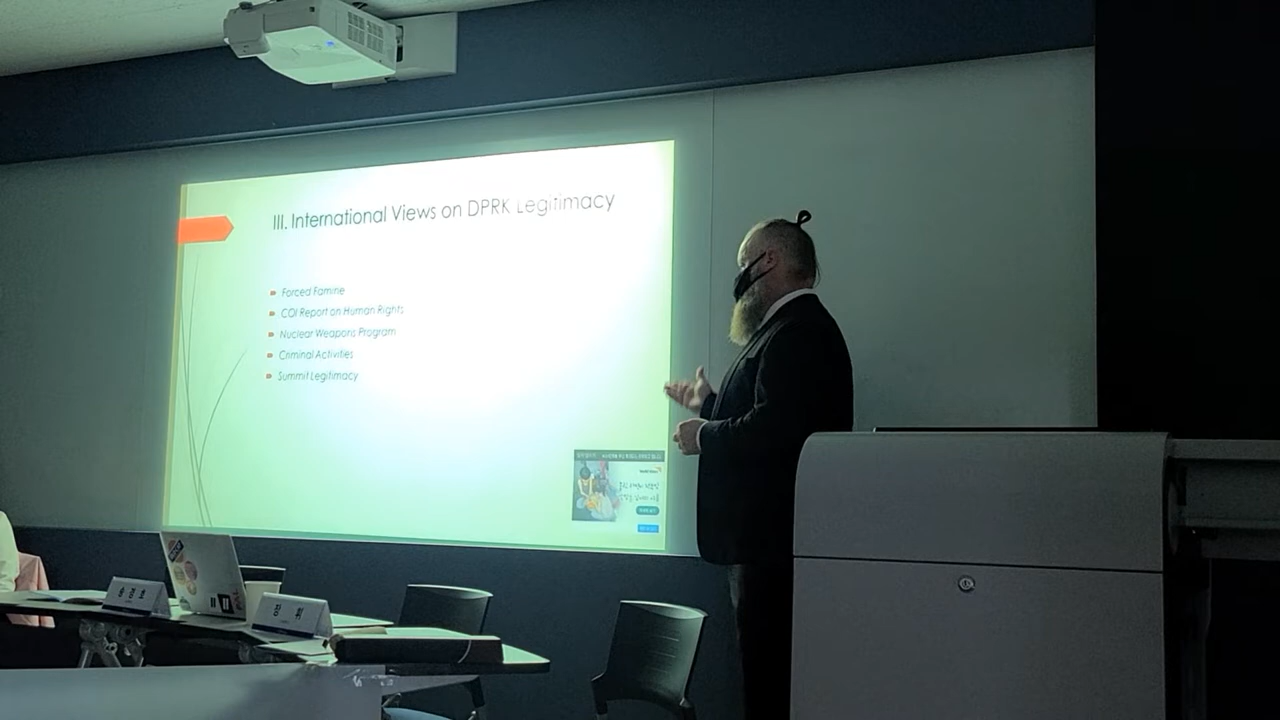 III. International Views on DPRK Legitimacy
Forced Famine
COI Report on Human Rights
Nuclear Weapons Program
Criminal Activities
Summit Legitimacy